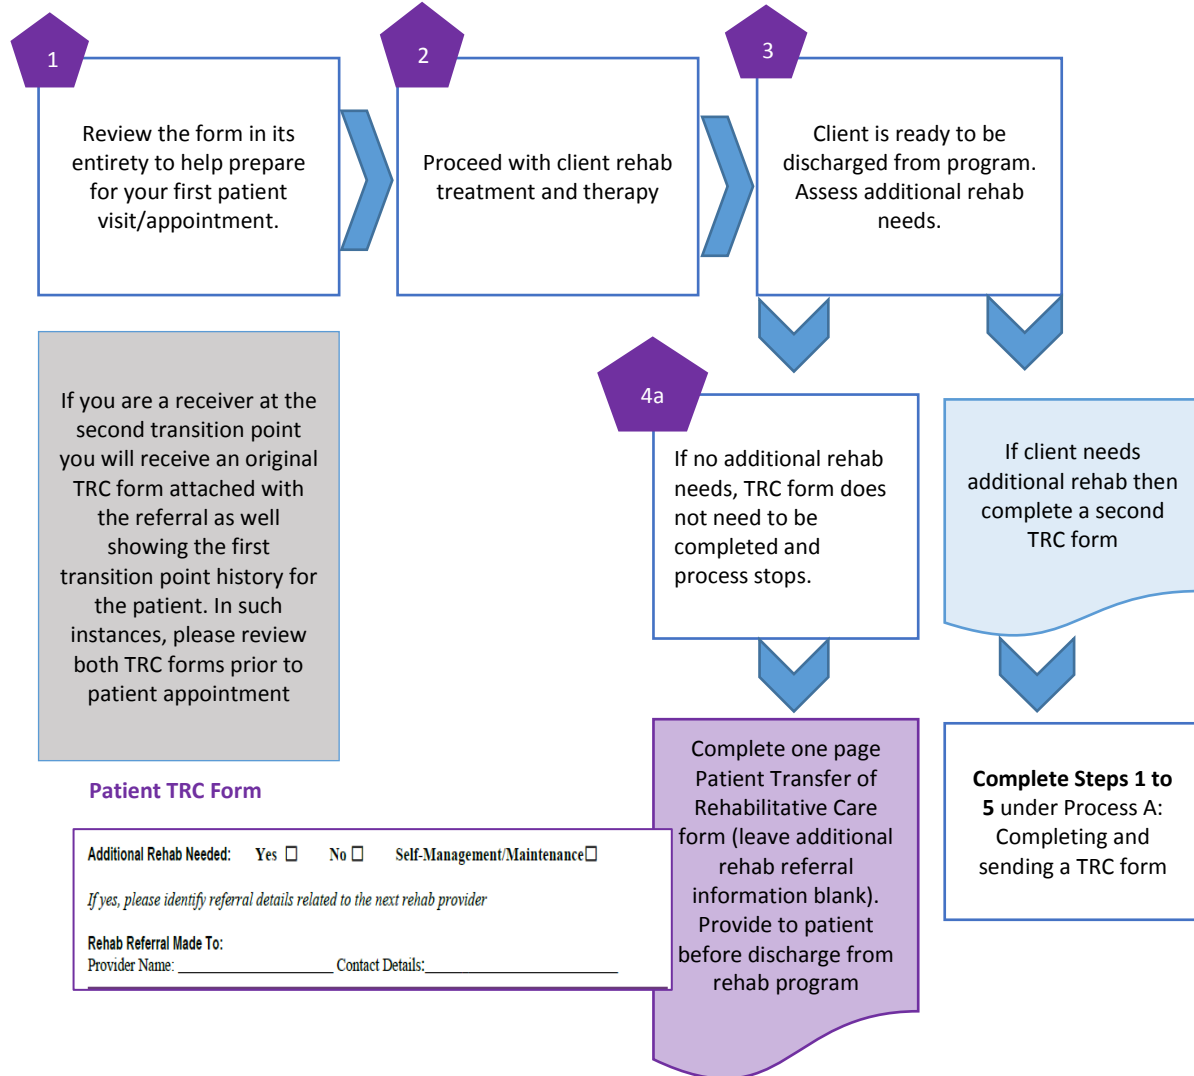 1
Review the form in its
entirety to help prepare
for your first patient
visit/appointment.
2
Proceed with client rehab
treatment and therapy
3
Client is ready to be
discharged from program.
Assess additional rehab
needs.
If you are a receiver at the
second transition point
you will receive an original
TRC form attached with
the referral as well
showing the first
transition point history for
the patient. In such
instances, please review
both TRC forms prior to
patient appointment
4a
If no additional rehab
needs, TRC form does
not need to be
completed and
process stops.
If client needs
additional rehab then
complete a second
TRC form
Complete one page
Patient Transfer of
Rehabilitative Care
form (leave additional
rehab referral
information blank).
Provide to patient
before discharge from
rehab program
Complete Steps 1 to
5 under Process A:
Completing and
sending a TRC form
Patient TRC Form
Additional Rehab Needed: Yes ☐ No ☐ Self-Management/Maintenance☐
If yes, please identify referral details related to the next rehab provider
Rehab Referral Made To:
Provider Name: ____________________ Contact Details:_________________________